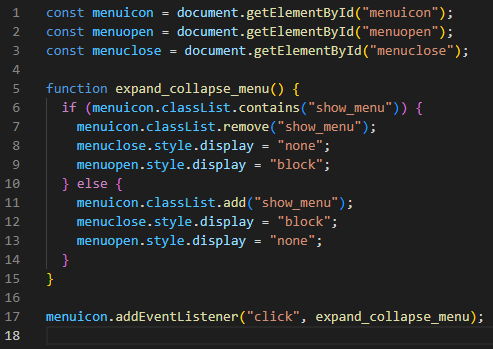 1 const menuicon = document.getElementById("menuicon");
2 const menuopen = document.getElementById("menuopen");
3 const menuclose = document.getElementById("menuclose");
4
5 function expand_collapse_menu() {
6   if (menuicon.classList.contains("show_menu")) {
7     menuicon.classList.remove("show_menu");
8     menuclose.style.display = "none";
9     menuopen.style.display = "block";
10   } else {
11     menuicon.classList.add("show_menu");
12     menuclose.style.display = "block";
13     menuopen.style.display = "none";
14   }
15 }
16
17 menuicon.addEventListener("click", expand_collapse_menu);
18